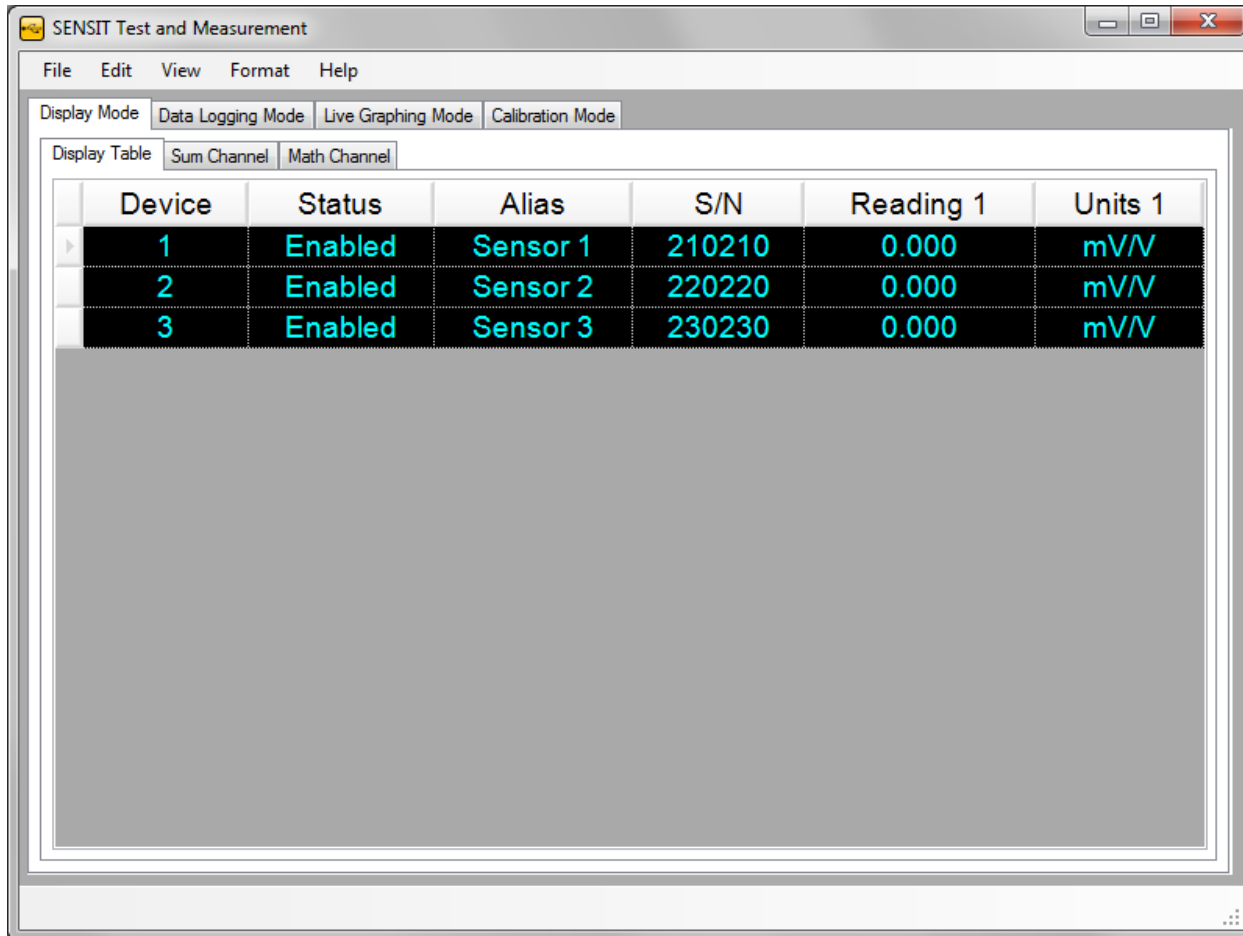 SENSIT Test and Measurement
File Edit View Format Help
Display Mode Data Logging Mode Live Graphing Mode Calibration Mode
Display Table Sum Channel Math Channel
Device Status Alias S/N Reading 1 Units 1
1 Enabled Sensor 1 210210 0.000 mV/V
2 Enabled Sensor 2 220220 0.000 mV/V
3 Enabled Sensor 3 230230 0.000 mV/V